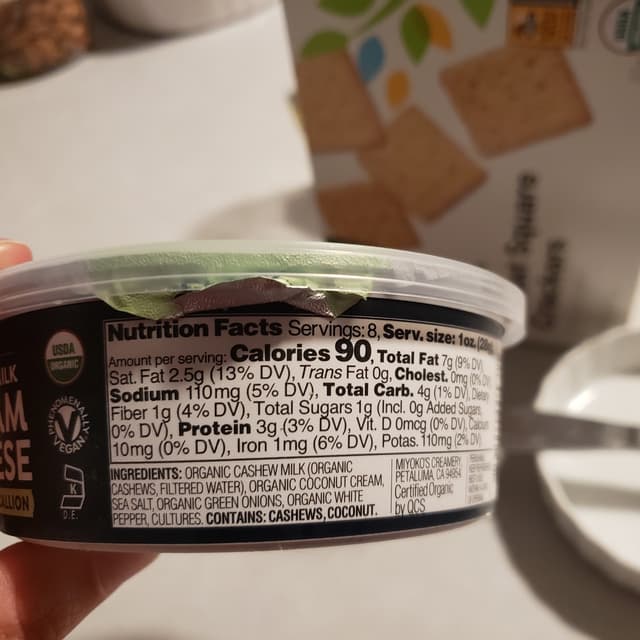 Square
Crackers
USDA
ORGANIC
PHENOMENALLY VEGAN
K
D.E.
Nutrition Facts Servings: 8, Serv. size: 1oz. (28g)
Amount per serving: Calories 90, Total Fat 7g (9% DV),
Sat. Fat 2.5g (13% DV), Trans Fat 0g, Cholest. 0mg (0% DV),
Sodium 110mg (5% DV), Total Carb. 4g (1% DV), Dietary
Fiber 1g (4% DV), Total Sugars 1g (Incl. 0g Added Sugars,
0% DV), Protein 3g (3% DV), Vit. D 0mcg (0% DV), Calcium
10mg (0% DV), Iron 1mg (6% DV), Potas. 110mg (2% DV)
INGREDIENTS: ORGANIC CASHEW MILK (ORGANIC
CASHEWS, FILTERED WATER), ORGANIC COCONUT CREAM,
SEA SALT, ORGANIC GREEN ONIONS, ORGANIC WHITE
PEPPER, CULTURES. CONTAINS: CASHEWS, COCONUT.
MIYOKO'S CREAMERY
PETALUMA, CA 94954
Certified Organic
by QCS